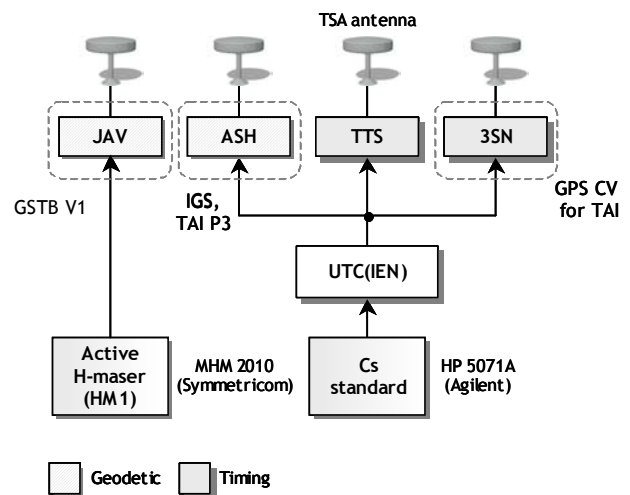 TSA antenna
JAV
ASH
TTS
3SN
GSTB V1
IGS,
TAI P3
GPS CV
for TAI
UTC(IEN)
Active
H-maser
(HM1)
MHM 2010
(Symmetricom)
Cs
standard
HP 5071A
(Agilent)
Geodetic
Timing